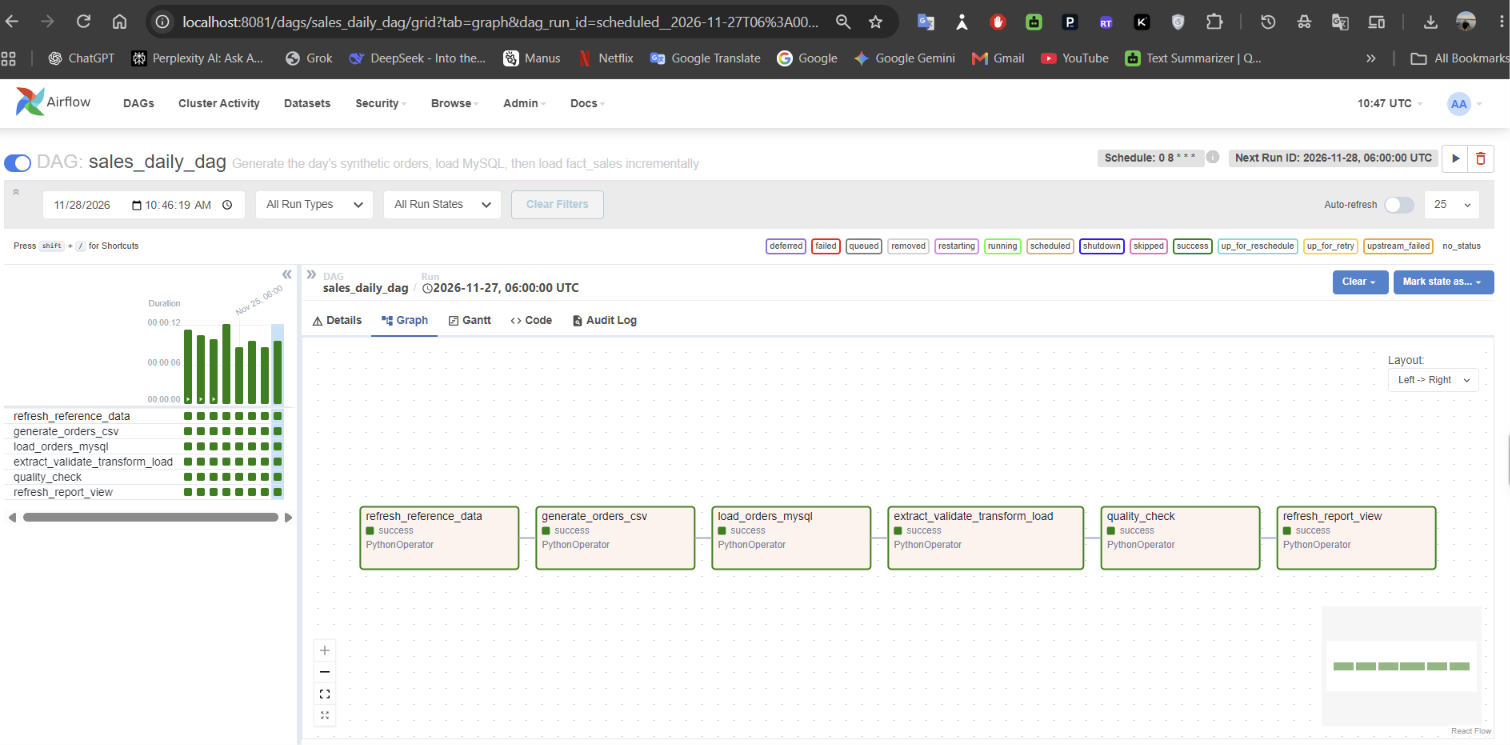 localhost:8081/dags/sales_daily_dag/grid?tab=graph&dag_run_id=scheduled__2026-11-27T06%3A00...
ChatGPT Perplexity AI: Ask A... Grok DeepSeek - Into the... Manus Netflix Google Translate Google Google Gemini Gmail YouTube Text Summarizer | Q... » All Bookmarks
Airflow DAGs Cluster Activity Datasets Security Browse Admin Docs 10:47 UTC AA
DAG: sales_daily_dag Generate the day's synthetic orders, load MySQL, then load fact_sales incrementally Schedule: 0 8 * * * Next Run ID: 2026-11-28, 06:00:00 UTC
11/28/2026 10:46:19 AM All Run Types All Run States Clear Filters Auto-refresh 25
Press shift + / for Shortcuts deferred failed queued removed restarting running scheduled shutdown skipped success up_for_reschedule up_for_retry upstream_failed no_status
DAG Run
sales_daily_dag / 2026-11-27, 06:00:00 UTC Clear Mark state as...
Details Graph Gantt Code Audit Log
Nov 25, 06:00
Duration
00:00:12
00:00:06
00:00:00
refresh_reference_data
generate_orders_csv
load_orders_mysql
extract_validate_transform_load
quality_check
refresh_report_view
Layout:
Left -> Right
refresh_reference_data generate_orders_csv load_orders_mysql extract_validate_transform_load quality_check refresh_report_view
success success success success success success
PythonOperator PythonOperator PythonOperator PythonOperator PythonOperator PythonOperator
React Flow